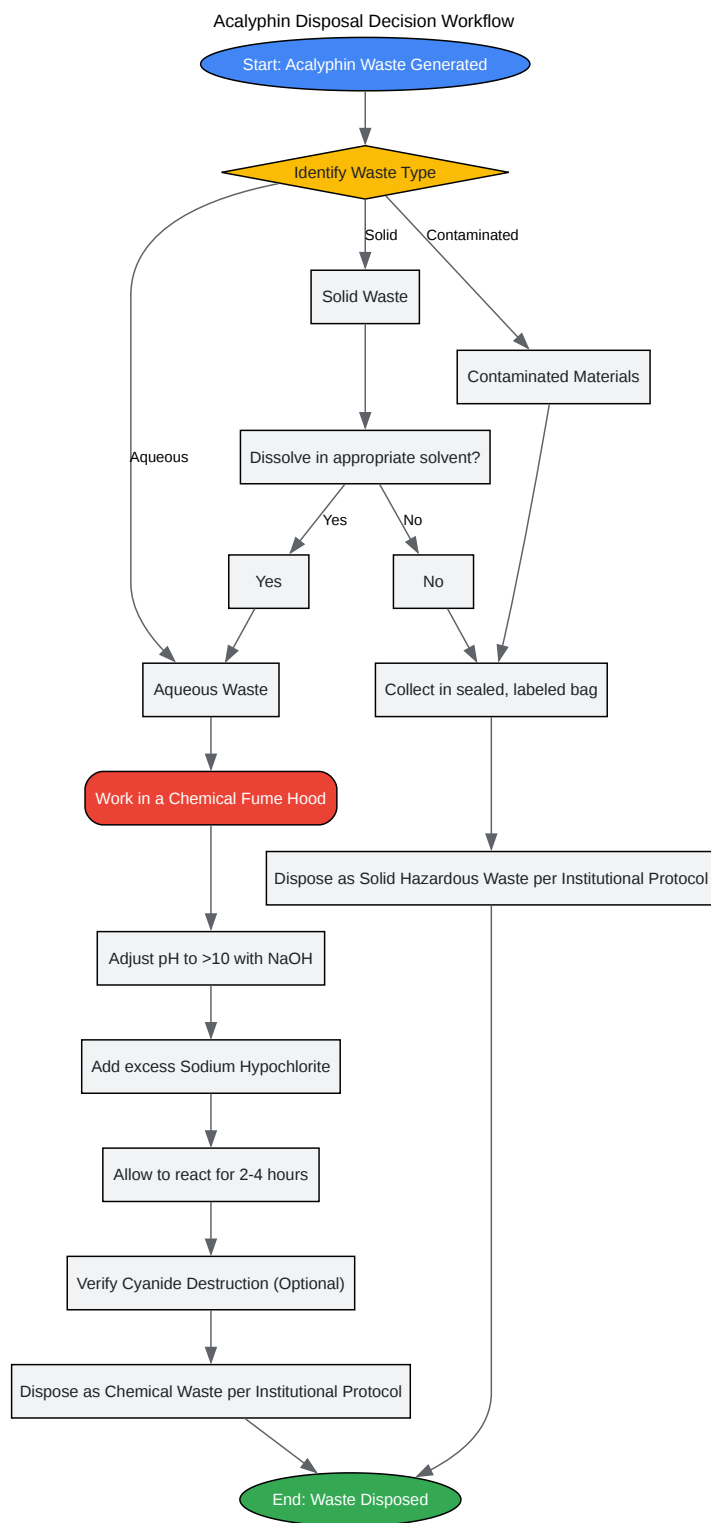 Acalyphin Disposal Decision Workflow
Start: Acalyphin Waste Generated
Identify Waste Type
Solid
Contaminated
Solid Waste
Contaminated Materials
Aqueous
Dissolve in appropriate solvent?
Yes
No
Yes
No
Aqueous Waste
Collect in sealed, labeled bag
Work in a Chemical Fume Hood
Dispose as Solid Hazardous Waste per Institutional Protocol
Adjust pH to >10 with NaOH
Add excess Sodium Hypochlorite
Allow to react for 2-4 hours
Verify Cyanide Destruction (Optional)
Dispose as Chemical Waste per Institutional Protocol
End: Waste Disposed